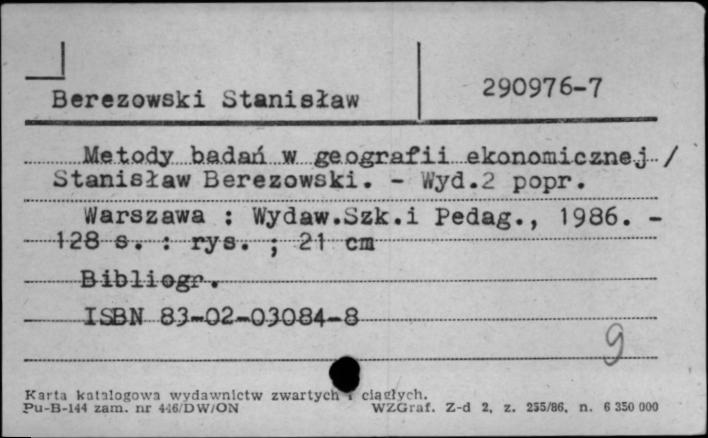 Berezowski Stanisław
290976-7
Metody badań w geografii ekonomicznej /
Stanisław Berezowski. - Wyd.2 popr.
Warszawa : Wydaw.Szk.i Pedag., 1986. -
128 s. : rys. ; 21 cm
Bibliogr.
ISBN 83-02-03084-8
9
Karta katalogowa wydawnictw zwartych i ciągłych.
Pu-B-144 zam. nr 446/DW/ON
WZGraf. Z-d 2, z. 255/86, n. 6 350 000